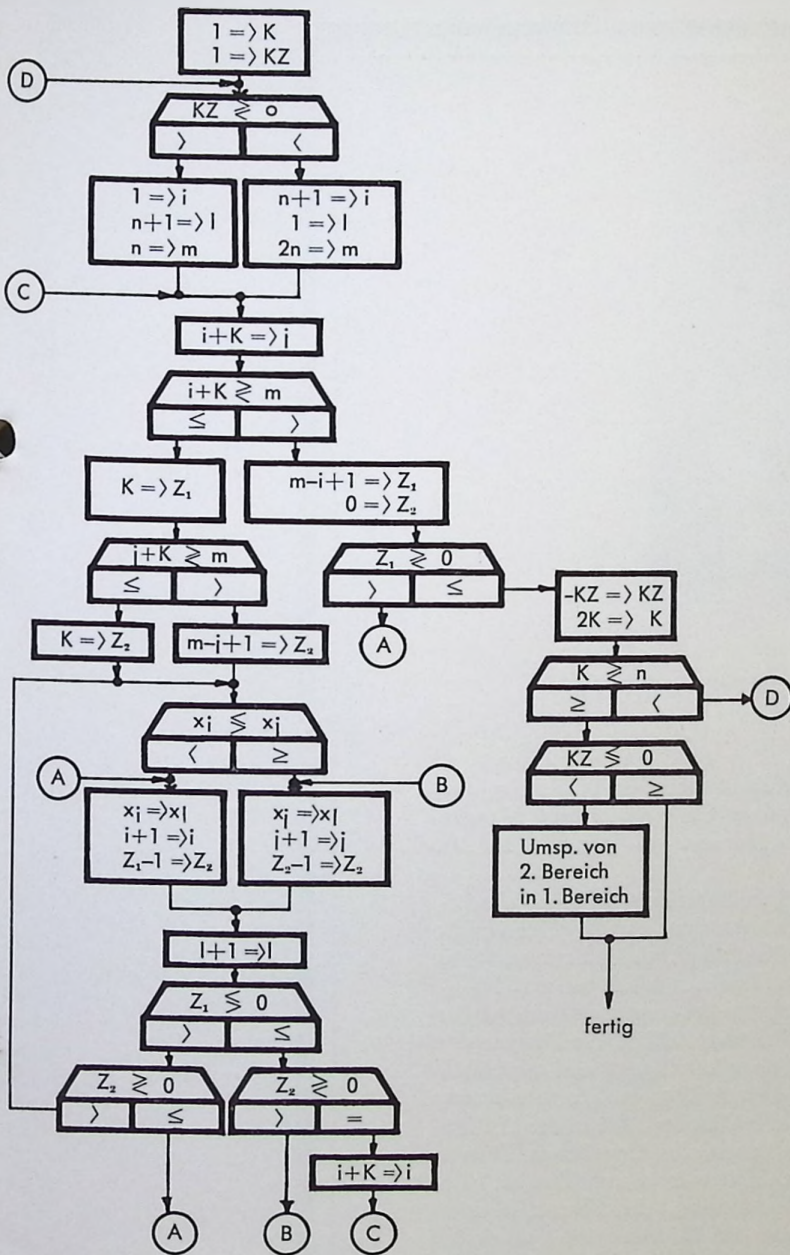 1 => K
1 => KZ
D
KZ ≷ o
> <
1 => i
n+1 => l
n => m
n+1 => i
1 => l
2n => m
C
i+K => j
i+K ≷ m
≤ >
K => Z₁
m-i+1 => Z₁
0 => Z₂
j+K ≷ m
≤ >
Z₁ ≷ 0
> ≤
-KZ => KZ
2K => K
K => Z₂
m-j+1 => Z₂
A
K ≷ n
≥ <
D
xᵢ ≶ xⱼ
< ≥
KZ ≶ 0
< ≥
A
B
xᵢ => xₗ
i+1 => i
Z₁-1 => Z₂
xⱼ => xₗ
j+1 => j
Z₂-1 => Z₂
Umsp. von
2. Bereich
in 1. Bereich
l+1 => l
Z₁ ≶ 0
> ≤
fertig
Z₂ ≷ 0
> ≤
Z₂ ≷ 0
> =
i+K => i
A
B
C